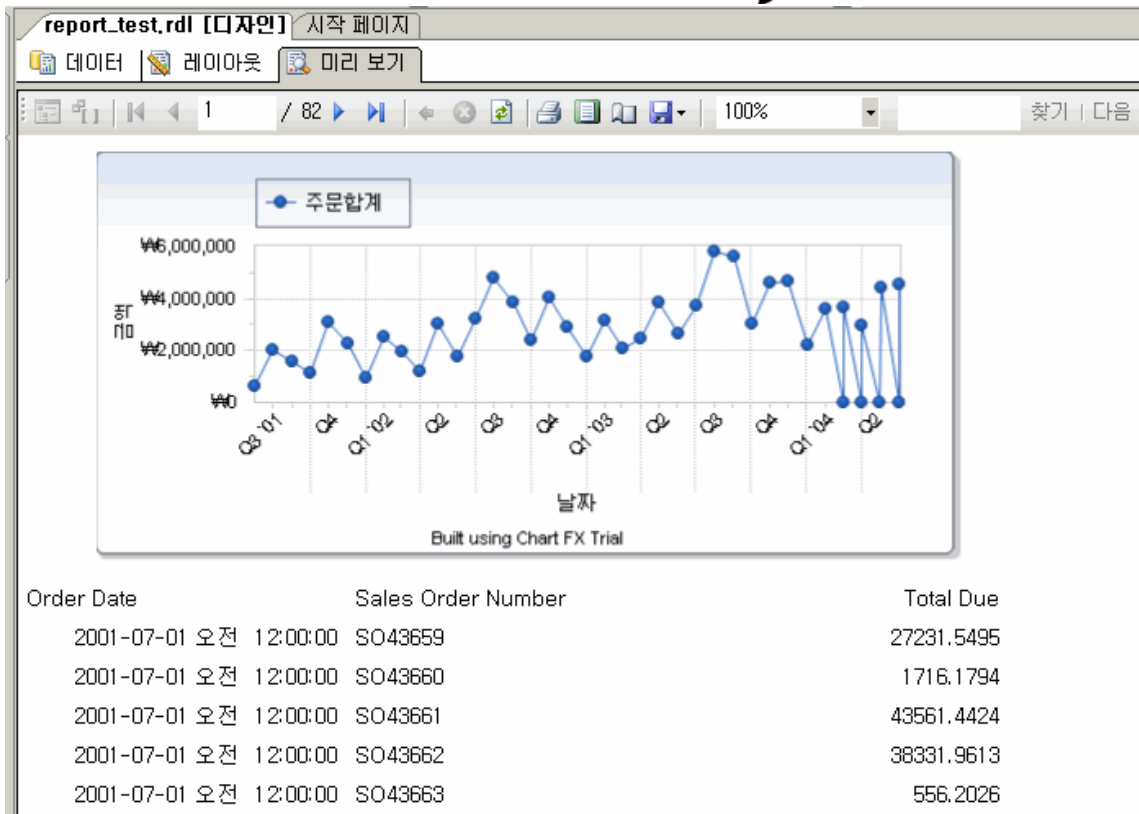 report_test.rdl [디자인] 시작 페이지
데이터 레이아웃 미리 보기
1 / 82 100% 찾기 | 다음
주문합계
₩6,000,000
₩4,000,000
₩2,000,000
₩0
금액
Q3 '01 Q4 Q1 '02 Q2 Q3 Q4 Q1 '03 Q2 Q3 Q4 Q1 '04 Q2
날짜
Built using Chart FX Trial
Order Date Sales Order Number Total Due
2001-07-01 오전 12:00:00 SO43659 27231.5495
2001-07-01 오전 12:00:00 SO43660 1716.1794
2001-07-01 오전 12:00:00 SO43661 43561.4424
2001-07-01 오전 12:00:00 SO43662 38331.9613
2001-07-01 오전 12:00:00 SO43663 556.2026